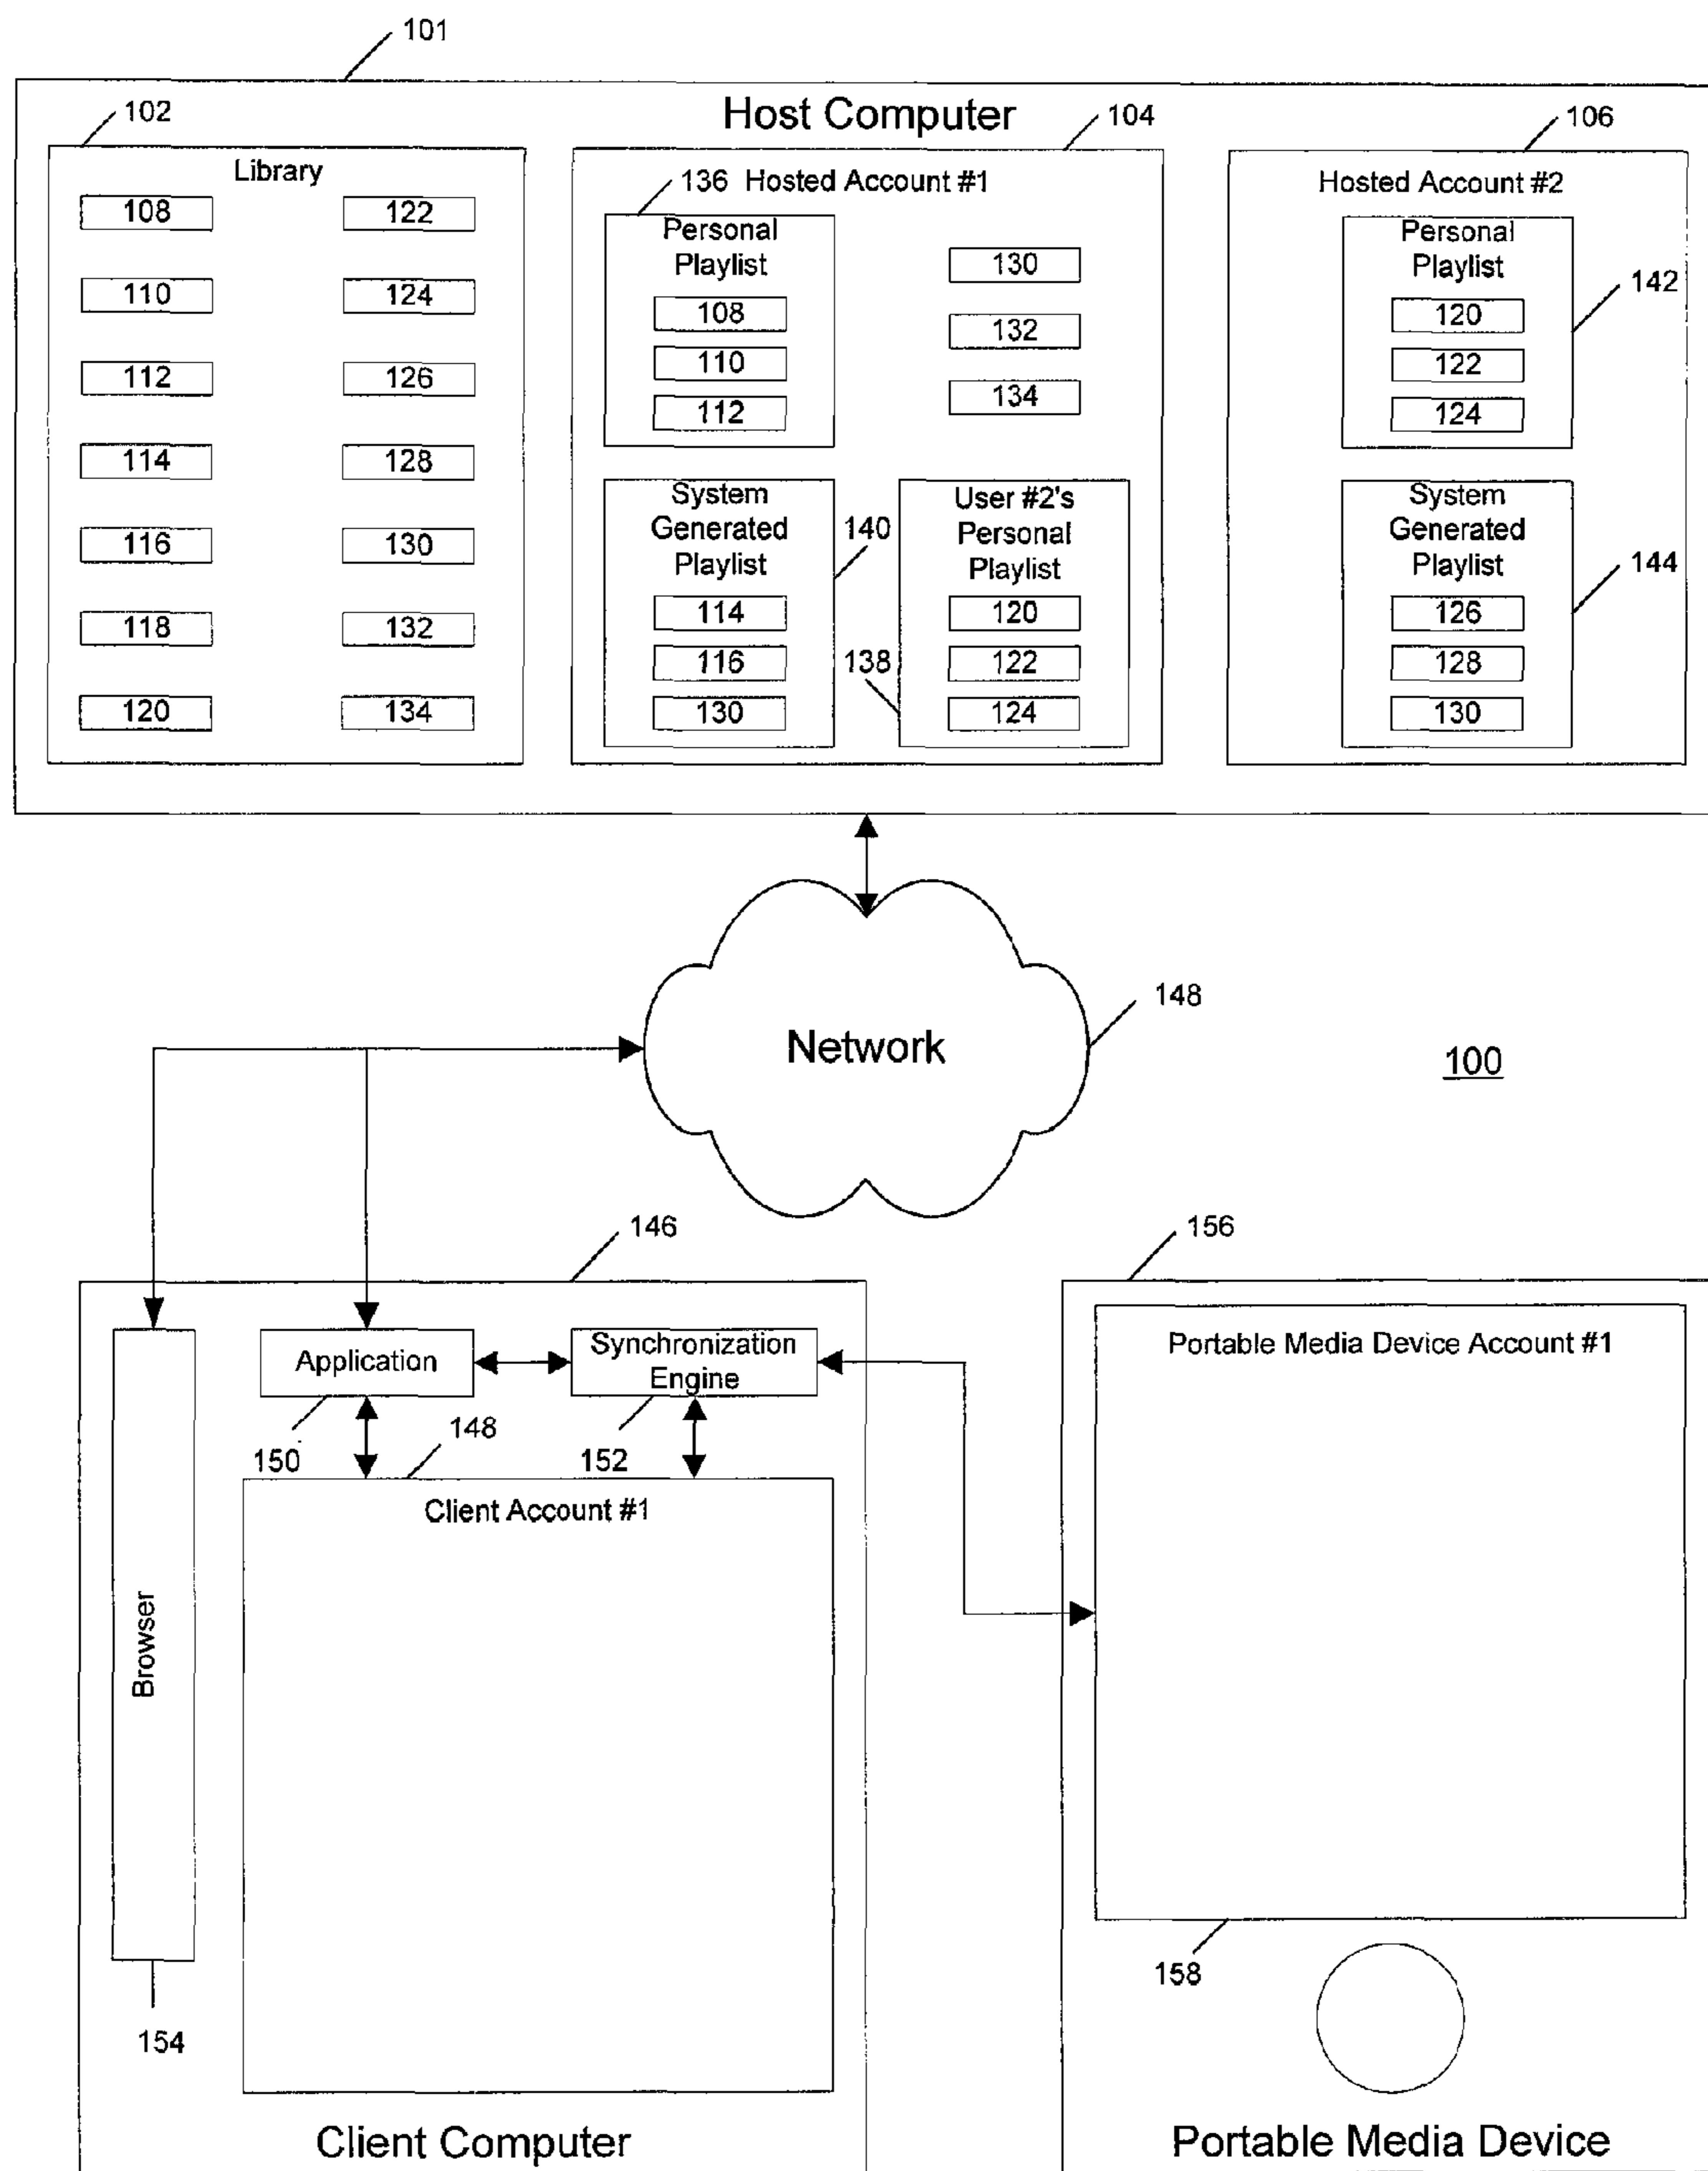 101
Host Computer
102
104
106
Library
108
122
110
124
112
126
114
128
116
130
118
132
120
134
136 Hosted Account #1
Personal
Playlist
108
110
112
130
132
134
System
Generated
Playlist
114
116
130
140
User #2's
Personal
Playlist
120
122
124
138
Hosted Account #2
Personal
Playlist
120
122
124
142
System
Generated
Playlist
126
128
130
144
Network
148
100
146
156
Application
Synchronization
Engine
150
148
152
Client Account #1
Browser
154
Client Computer
Portable Media Device Account #1
158
Portable Media Device